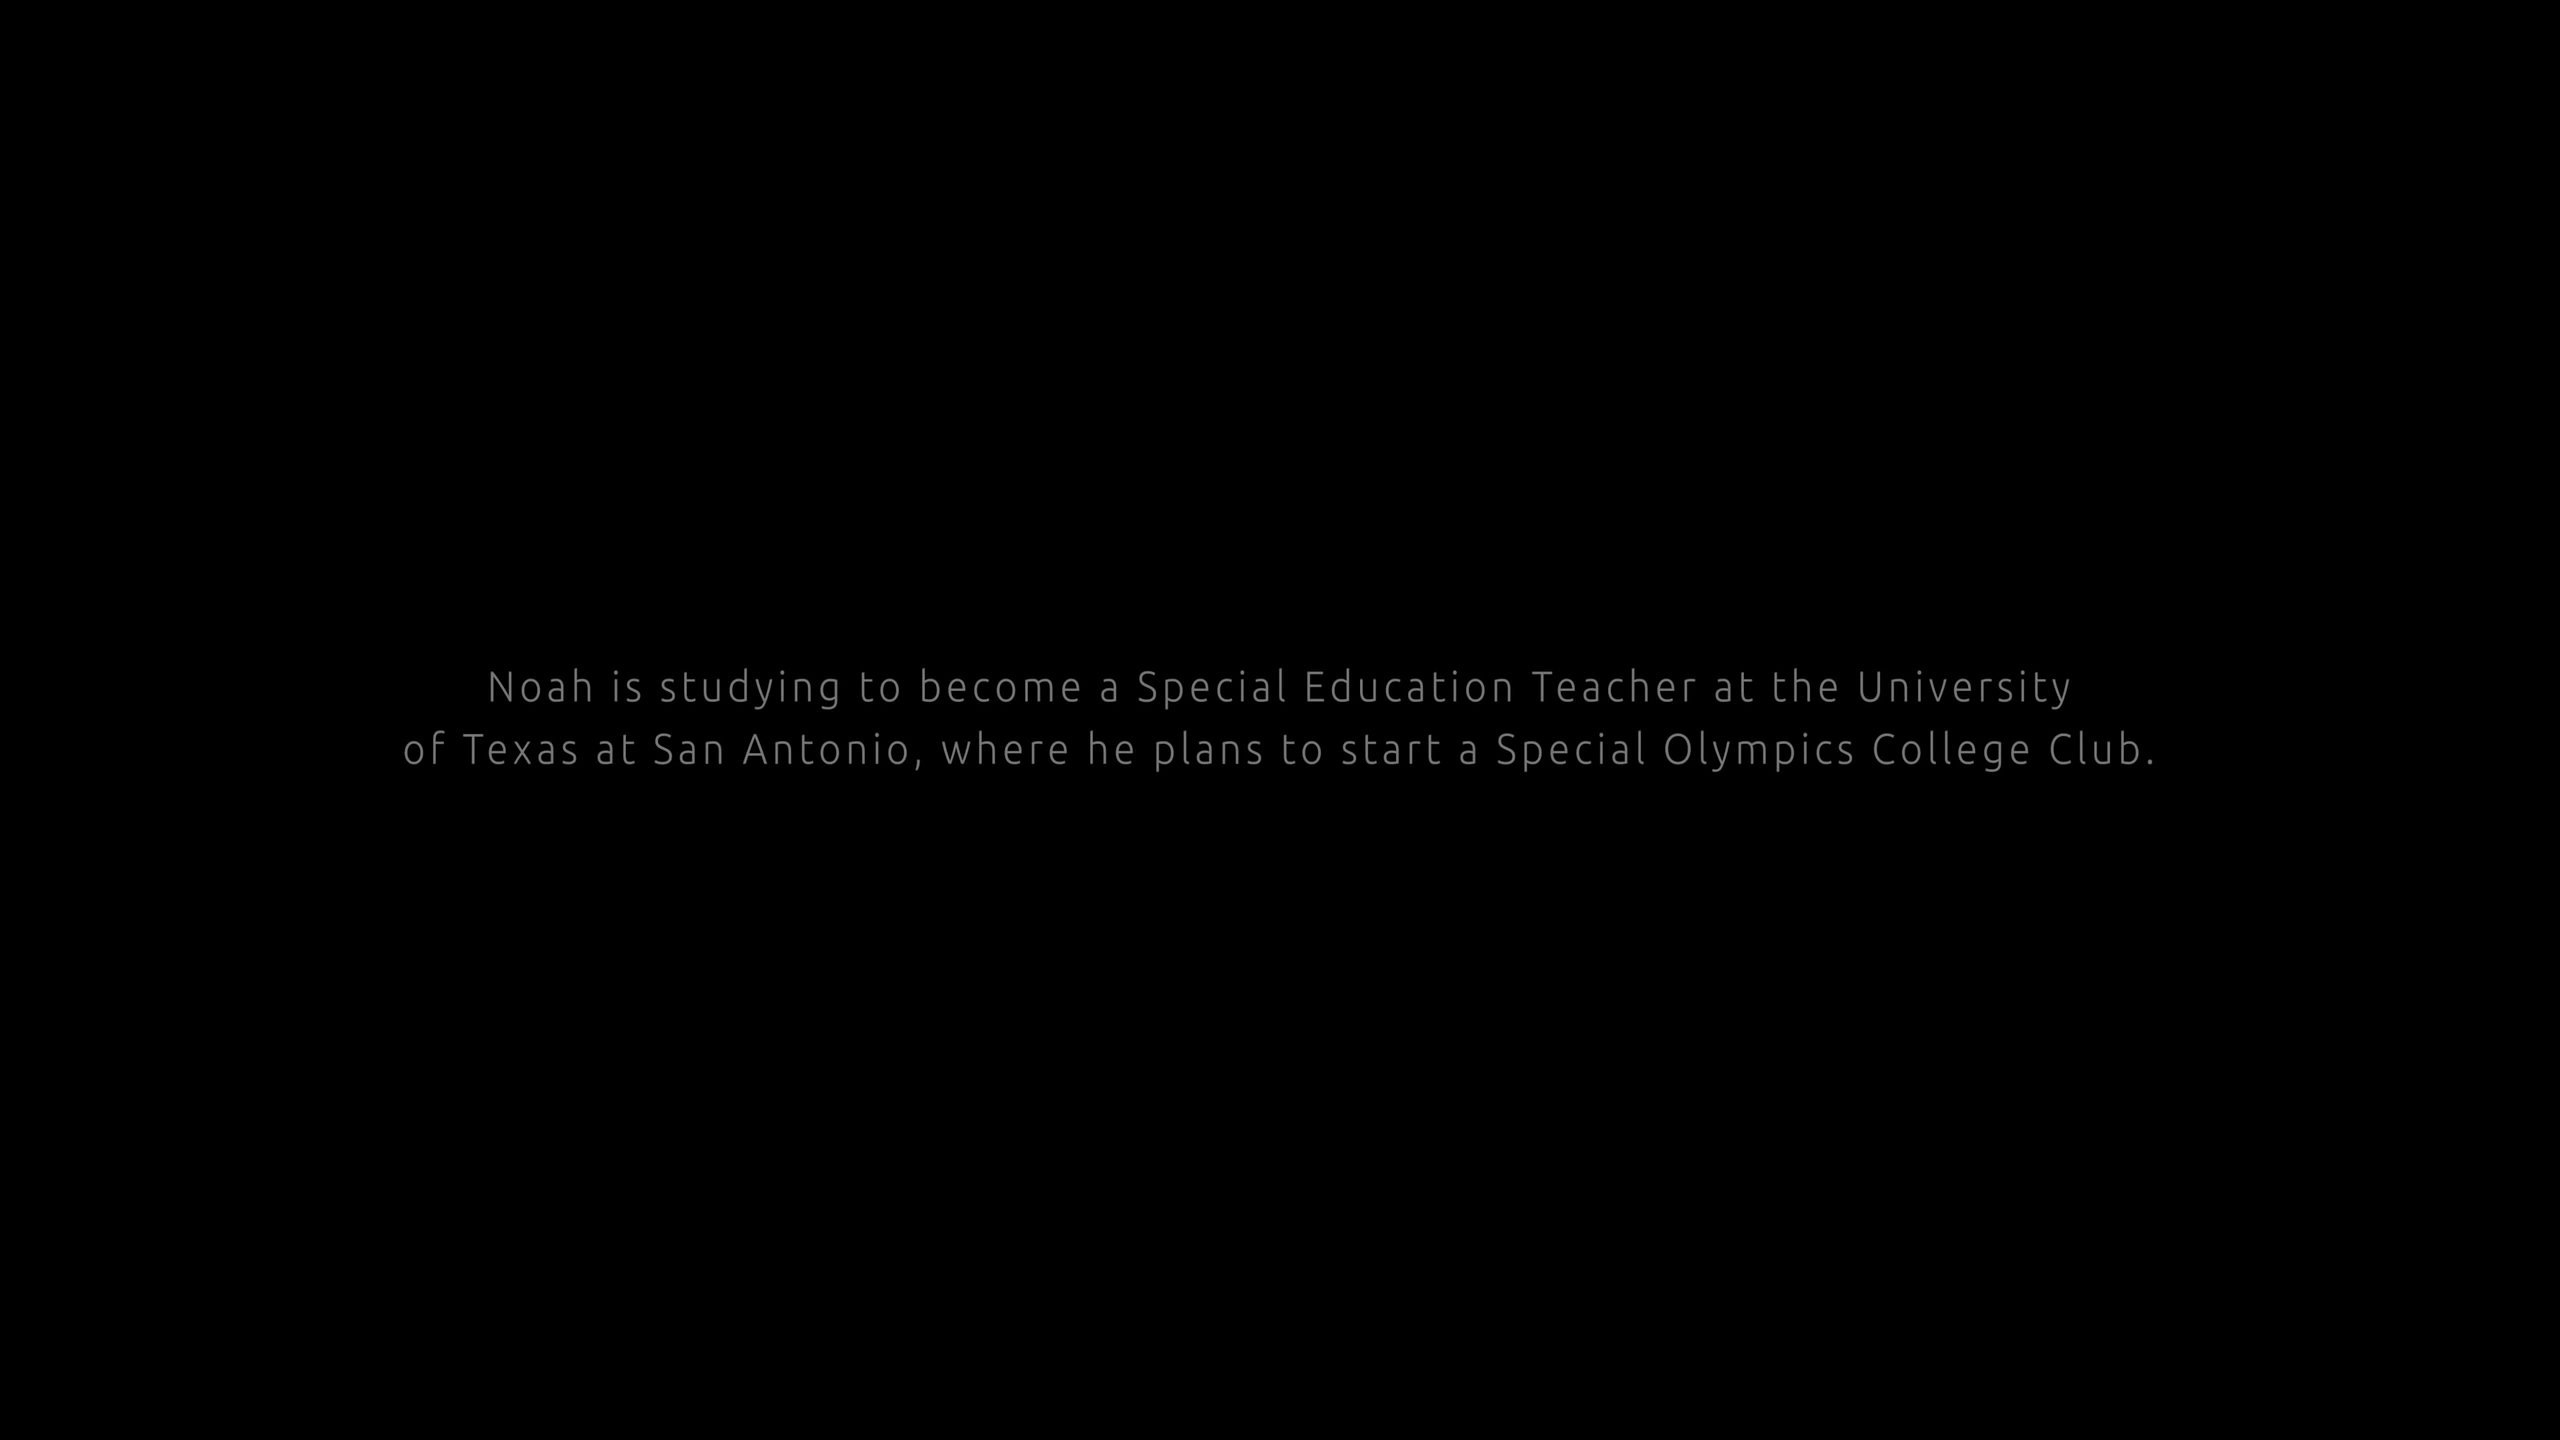 Noah is studying to become a Special Education Teacher at the University
of Texas at San Antonio, where he plans to start a Special Olympics College Club.